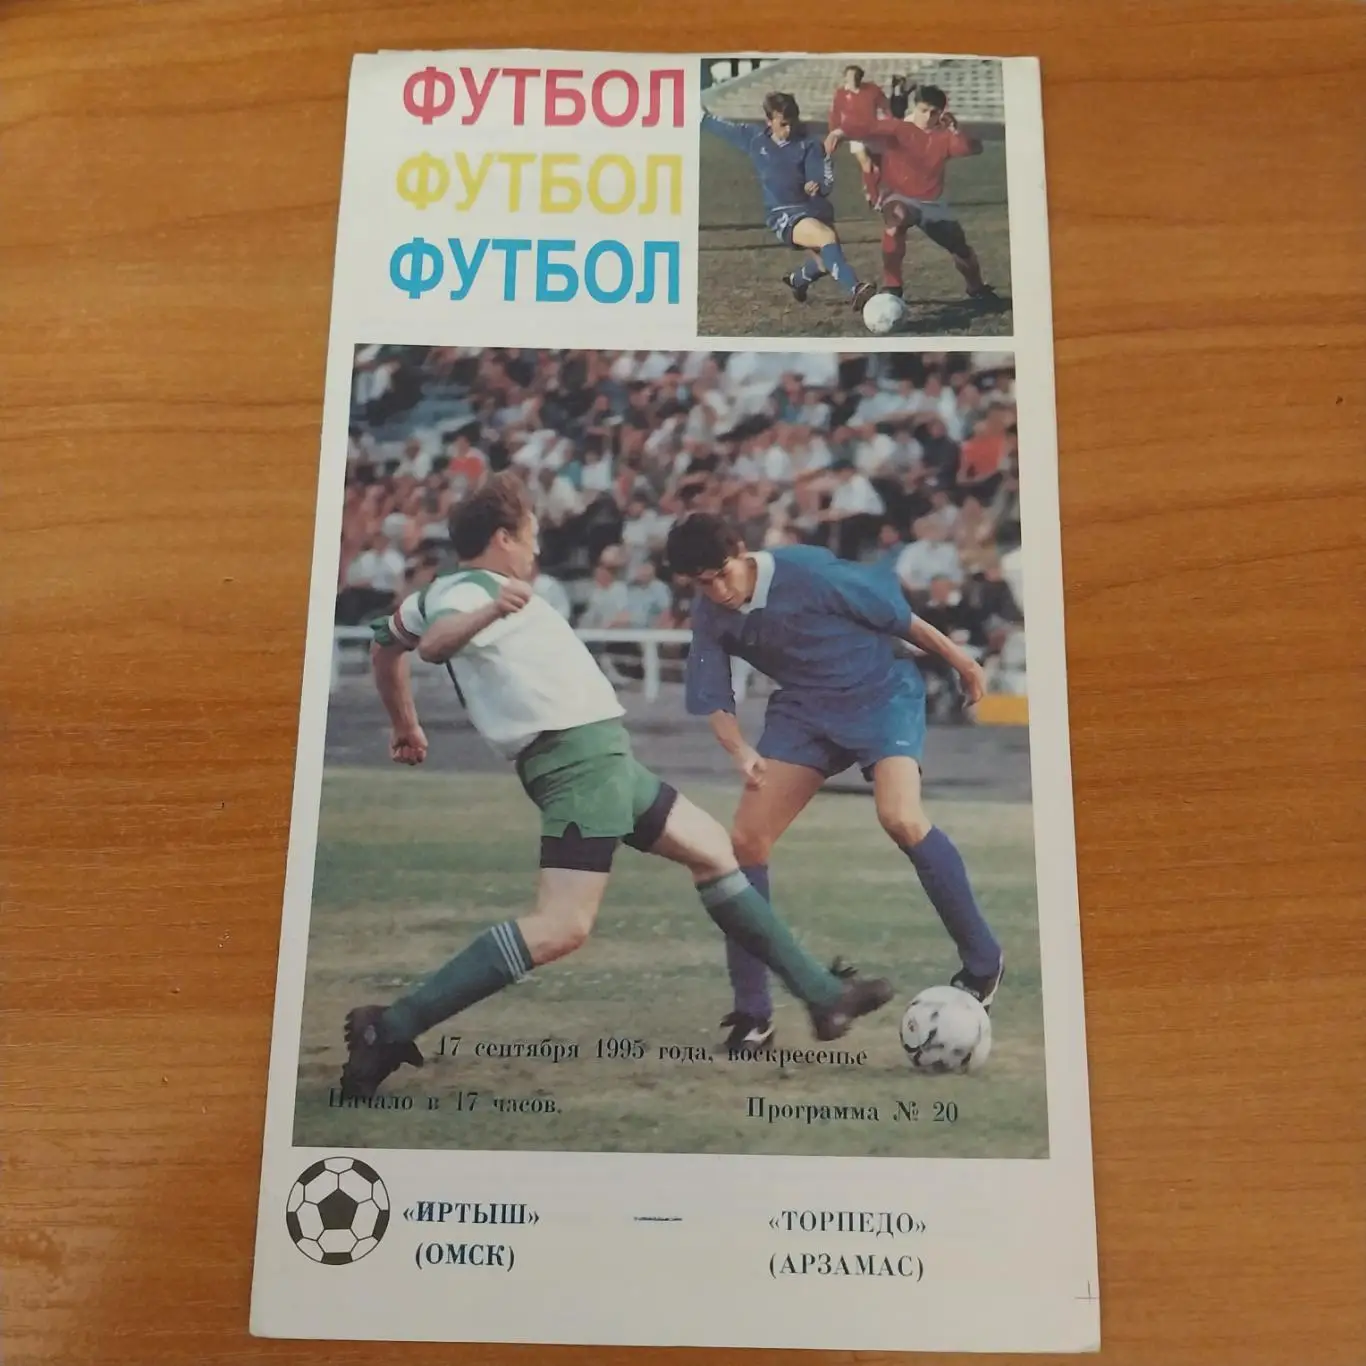 ФУТБОЛ
ФУТБОЛ
ФУТБОЛ
17 сентября 1995 года, воскресенье
Начало в 17 часов.
Программа № 20
«ИРТЫШ» — «ТОРПЕДО»
(ОМСК) (АРЗАМАС)